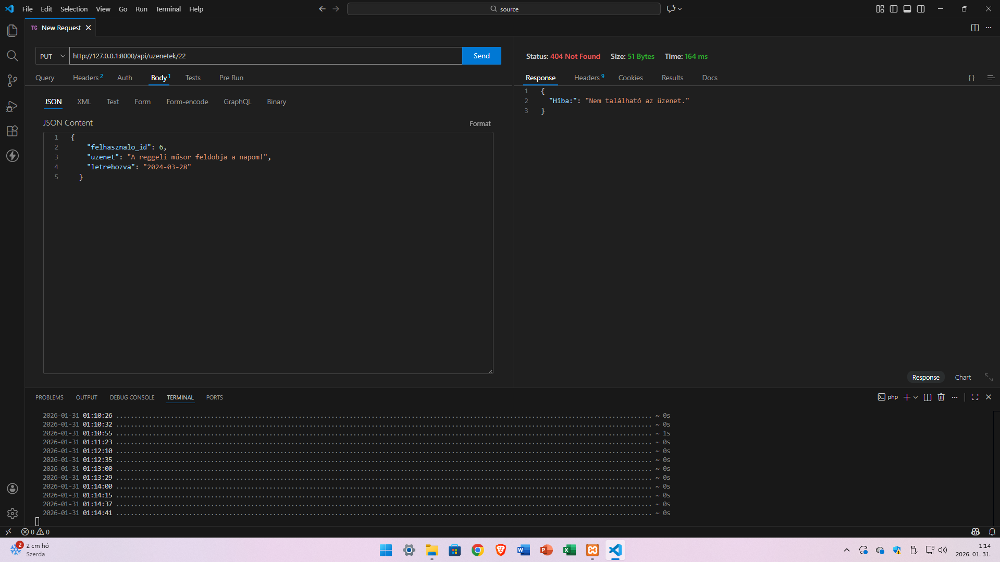 File Edit Selection View Go Run Terminal Help
source
TC New Request
PUT http://127.0.0.1:8000/api/uzenetek/22 Send
Query Headers 2 Auth Body 1 Tests Pre Run
JSON XML Text Form Form-encode GraphQL Binary
JSON Content
Format
1 {
2 "felhasznalo_id": 6,
3 "uzenet": "A reggeli műsor feldobja a napom!",
4 "letrehozva": "2024-03-28"
5 }
Status: 404 Not Found Size: 51 Bytes Time: 164 ms
Response Headers 9 Cookies Results Docs { }
1 {
2 "Hiba:": "Nem található az üzenet."
3 }
Response Chart
PROBLEMS OUTPUT DEBUG CONSOLE TERMINAL PORTS
php
2026-01-31 01:10:26 ........ ~ 0s
2026-01-31 01:10:32 ........ ~ 0s
2026-01-31 01:10:55 ........ ~ 1s
2026-01-31 01:11:23 ........ ~ 0s
2026-01-31 01:12:10 ........ ~ 0s
2026-01-31 01:12:35 ........ ~ 0s
2026-01-31 01:13:00 ........ ~ 0s
2026-01-31 01:13:29 ........ ~ 0s
2026-01-31 01:14:00 ........ ~ 0s
2026-01-31 01:14:15 ........ ~ 0s
2026-01-31 01:14:37 ........ ~ 0s
2026-01-31 01:14:41 ........ ~ 0s
0 0
2 2 cm hó
Szerda
1:14
2026. 01. 31.